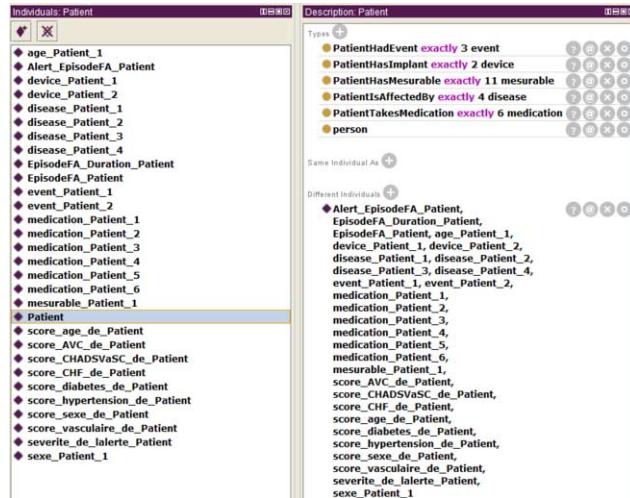 Individuals: Patient
age_Patient_1
Alert_EpisodeFA_Patient
device_Patient_1
device_Patient_2
disease_Patient_1
disease_Patient_2
disease_Patient_3
disease_Patient_4
EpisodeFA_Duration_Patient
EpisodeFA_Patient
event_Patient_1
event_Patient_2
medication_Patient_1
medication_Patient_2
medication_Patient_3
medication_Patient_4
medication_Patient_5
medication_Patient_6
mesurable_Patient_1
Patient
score_age_de_Patient
score_AVC_de_Patient
score_CHADSVaSC_de_Patient
score_CHF_de_Patient
score_diabetes_de_Patient
score_hypertension_de_Patient
score_sexe_de_Patient
score_vasculaire_de_Patient
severite_de_lalerte_Patient
sexe_Patient_1
Description: Patient
Types
PatientHadEvent exactly 3 event
PatientHasImplant exactly 2 device
PatientHasMesurable exactly 11 mesurable
PatientIsAffectedBy exactly 4 disease
PatientTakesMedication exactly 6 medication
person
Same Individual As
Different Individuals
Alert_EpisodeFA_Patient,
EpisodeFA_Duration_Patient,
EpisodeFA_Patient, age_Patient_1,
device_Patient_1, device_Patient_2,
disease_Patient_1, disease_Patient_2,
disease_Patient_3, disease_Patient_4,
event_Patient_1, event_Patient_2,
medication_Patient_1,
medication_Patient_2,
medication_Patient_3,
medication_Patient_4,
medication_Patient_5,
medication_Patient_6,
mesurable_Patient_1,
score_AVC_de_Patient,
score_CHADSVaSC_de_Patient,
score_CHF_de_Patient,
score_age_de_Patient,
score_diabetes_de_Patient,
score_hypertension_de_Patient,
score_sexe_de_Patient,
score_vasculaire_de_Patient,
severite_de_lalerte_Patient,
sexe_Patient_1